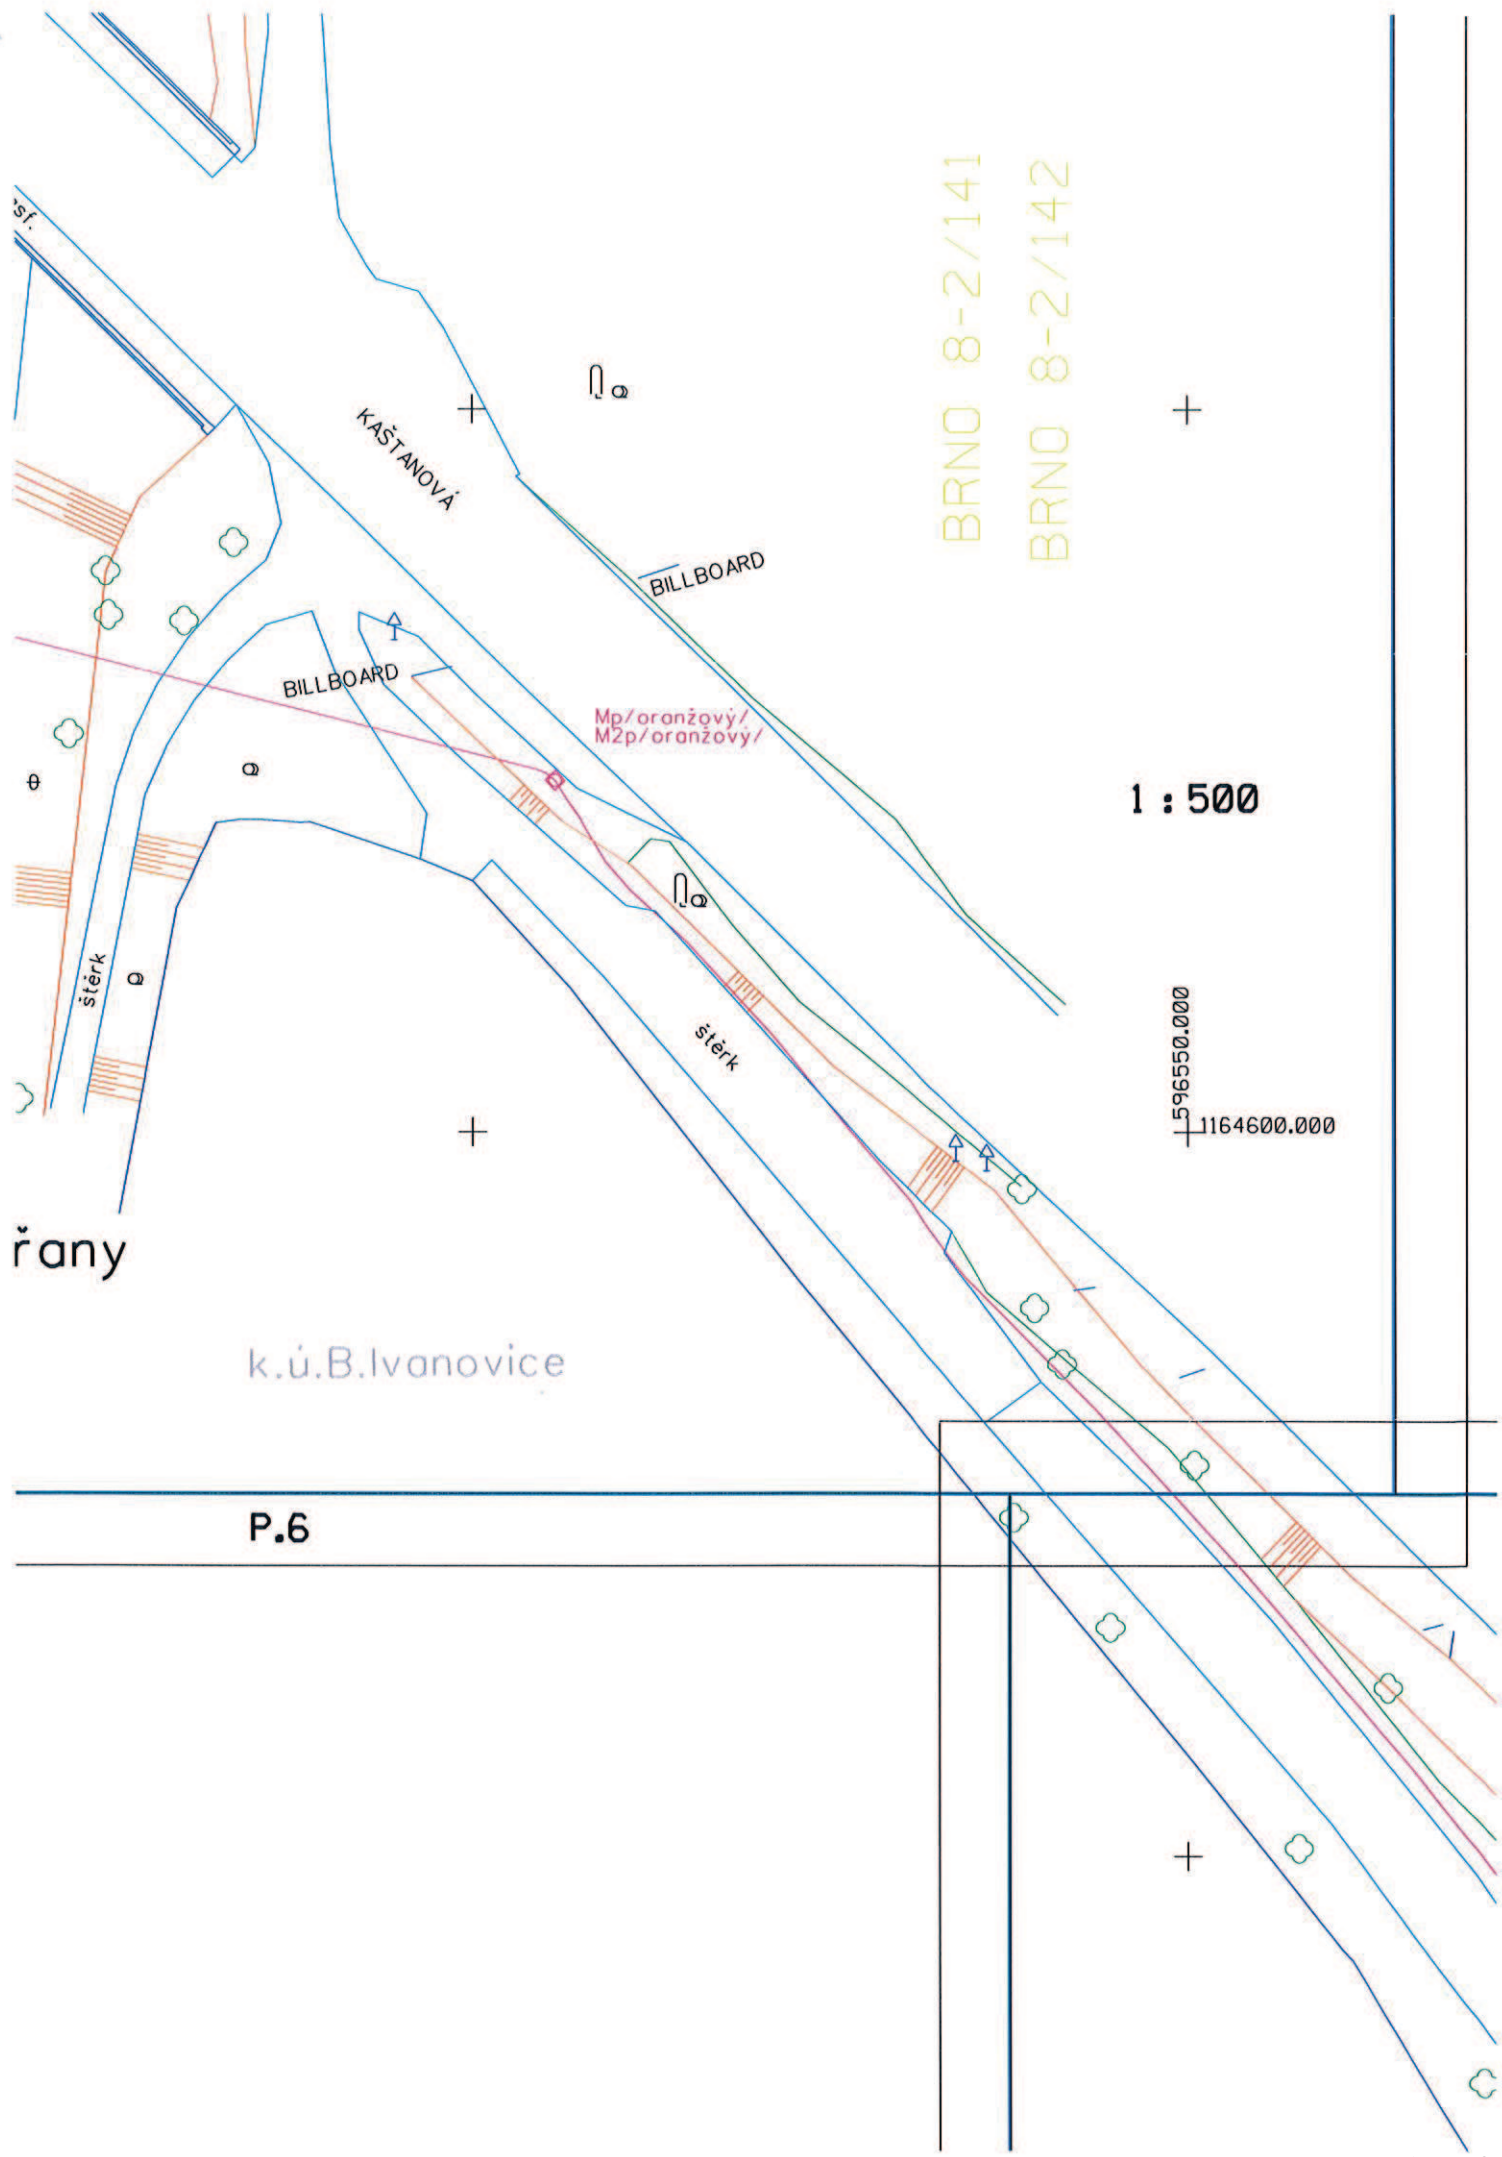 BRNO 8-2/141
BRNO 8-2/142
KAŠTANOVÁ
BILLBOARD
BILLBOARD
Mp/oranžový/
M2p/oranžový/
1:500
štěrk
štěrk
596550.000
1164600.000
řany
k.ú.B.Ivanovice
P.6